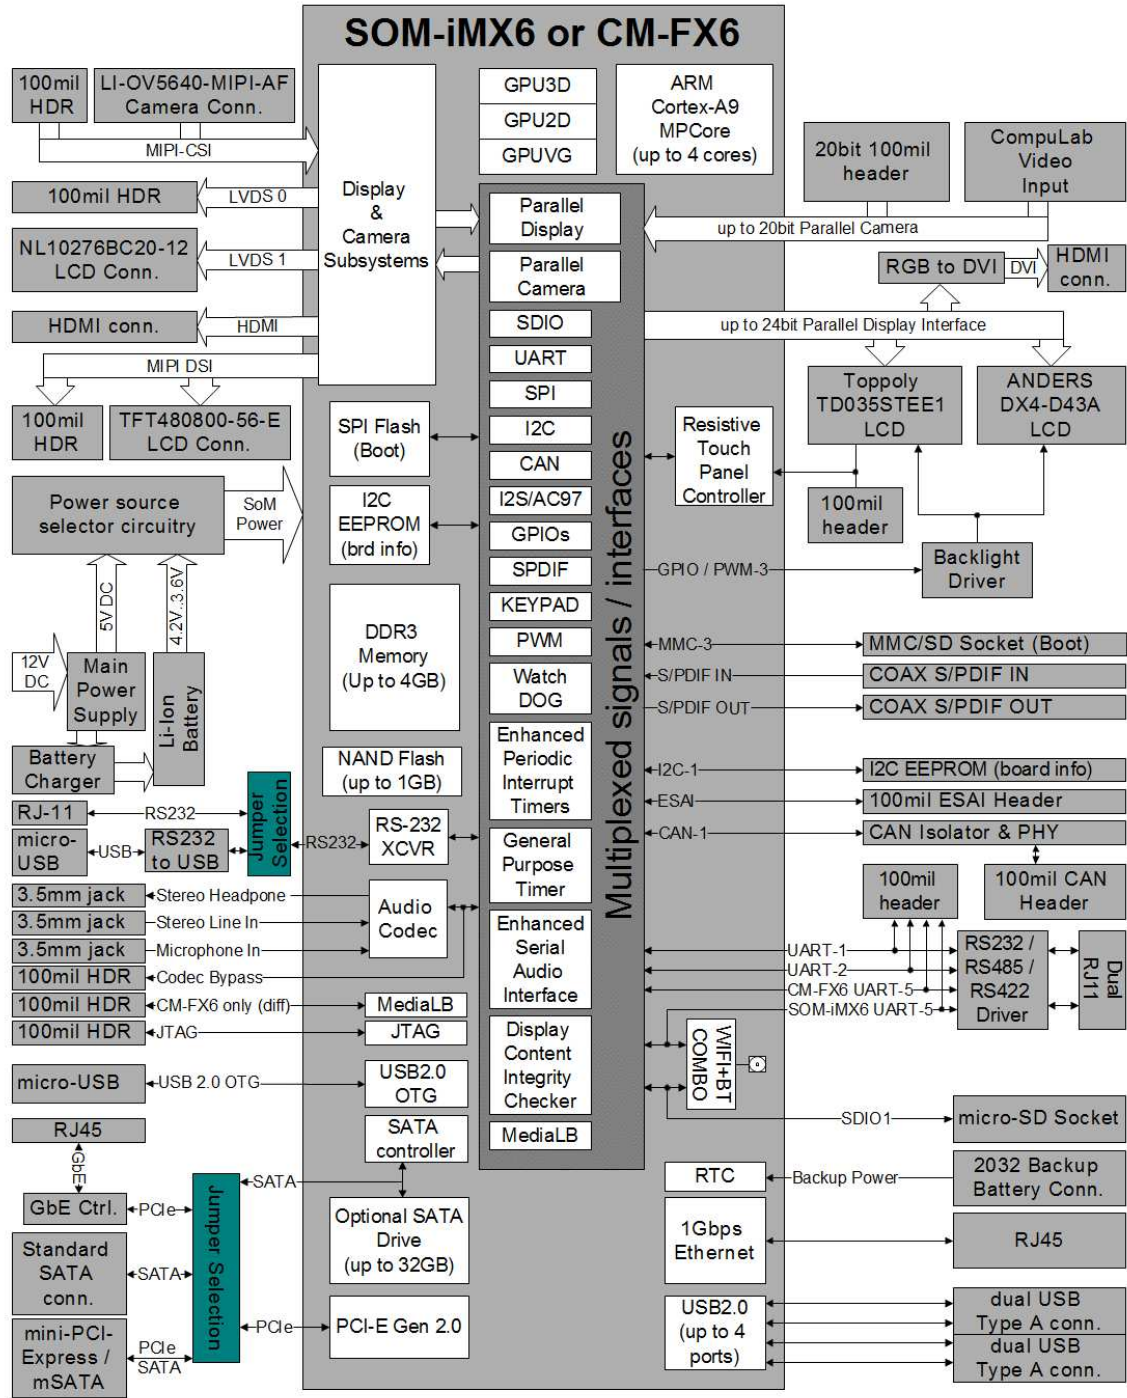 SOM-iMX6 or CM-FX6
100mil
HDR
LI-OV5640-MIPI-AF
Camera Conn.
MIPI-CSI
100mil HDR
LVDS 0
NL10276BC20-12
LCD Conn.
LVDS 1
HDMI conn.
HDMI
MIPI DSI
100mil
HDR
TFT480800-56-E
LCD Conn.
Display
&
Camera
Subsystems
GPU3D
GPU2D
GPUVG
ARM
Cortex-A9
MPCore
(up to 4 cores)
20bit 100mil
header
CompuLab
Video
Input
up to 20bit Parallel Camera
RGB to DVI
DVI
HDMI
conn.
up to 24bit Parallel Display Interface
Toppoly
TD035STEE1
LCD
ANDERS
DX4-D43A
LCD
Parallel
Display
Parallel
Camera
SDIO
UART
SPI
I2C
CAN
I2S/AC97
GPIOs
SPDIF
KEYPAD
PWM
Watch
DOG
Enhanced
Periodic
Interrupt
Timers
General
Purpose
Timer
Enhanced
Serial
Audio
Interface
Display
Content
Integrity
Checker
MediaLB
Multiplexed signals / interfaces
SPI Flash
(Boot)
I2C
EEPROM
(brd info)
DDR3
Memory
(Up to 4GB)
NAND Flash
(up to 1GB)
RS-232
XCVR
Audio
Codec
MediaLB
JTAG
USB2.0
OTG
SATA
controller
Optional SATA
Drive
(up to 32GB)
PCI-E Gen 2.0
Power source
selector circuitry
SoM
Power
5V DC
4.2V..3.6V
12V
DC
Main
Power
Supply
Li-Ion
Battery
Battery
Charger
RJ-11
RS232
micro-
USB
USB
RS232
to USB
Jumper
Selection
RS232
3.5mm jack
Stereo Headpone
3.5mm jack
Stereo Line In
3.5mm jack
Microphone In
100mil HDR
Codec Bypass
100mil HDR
CM-FX6 only (diff)
100mil HDR
JTAG
micro-USB
USB 2.0 OTG
RJ45
GbE
GbE Ctrl.
PCIe
Standard
SATA
conn.
SATA
mini-PCI-
Express /
mSATA
PCIe
SATA
Jumper Selection
SATA
PCIe
Resistive
Touch
Panel
Controller
100mil
header
Backlight
Driver
GPIO / PWM-3
MMC-3
MMC/SD Socket (Boot)
S/PDIF IN
COAX S/PDIF IN
S/PDIF OUT
COAX S/PDIF OUT
I2C-1
I2C EEPROM (board info)
ESAI
100mil ESAI Header
CAN-1
CAN Isolator & PHY
100mil
header
100mil CAN
Header
UART-1
UART-2
CM-FX6 UART-5
SOM-iMX6 UART-5
RS232 /
RS485 /
RS422
Driver
Dual
RJ11
WIFI+BT
COMBO
SDIO1
micro-SD Socket
RTC
Backup Power
2032 Backup
Battery Conn.
1Gbps
Ethernet
RJ45
USB2.0
(up to 4
ports)
dual USB
Type A conn.
dual USB
Type A conn.